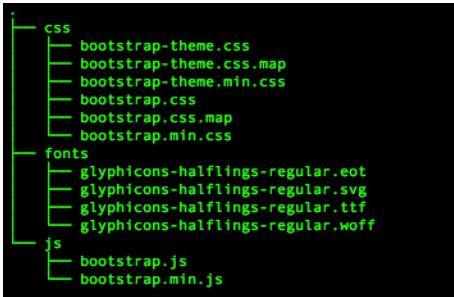 .
├── css
│   ├── bootstrap-theme.css
│   ├── bootstrap-theme.css.map
│   ├── bootstrap-theme.min.css
│   ├── bootstrap.css
│   ├── bootstrap.css.map
│   └── bootstrap.min.css
├── fonts
│   ├── glyphicons-halflings-regular.eot
│   ├── glyphicons-halflings-regular.svg
│   ├── glyphicons-halflings-regular.ttf
│   └── glyphicons-halflings-regular.woff
└── js
    ├── bootstrap.js
    └── bootstrap.min.js